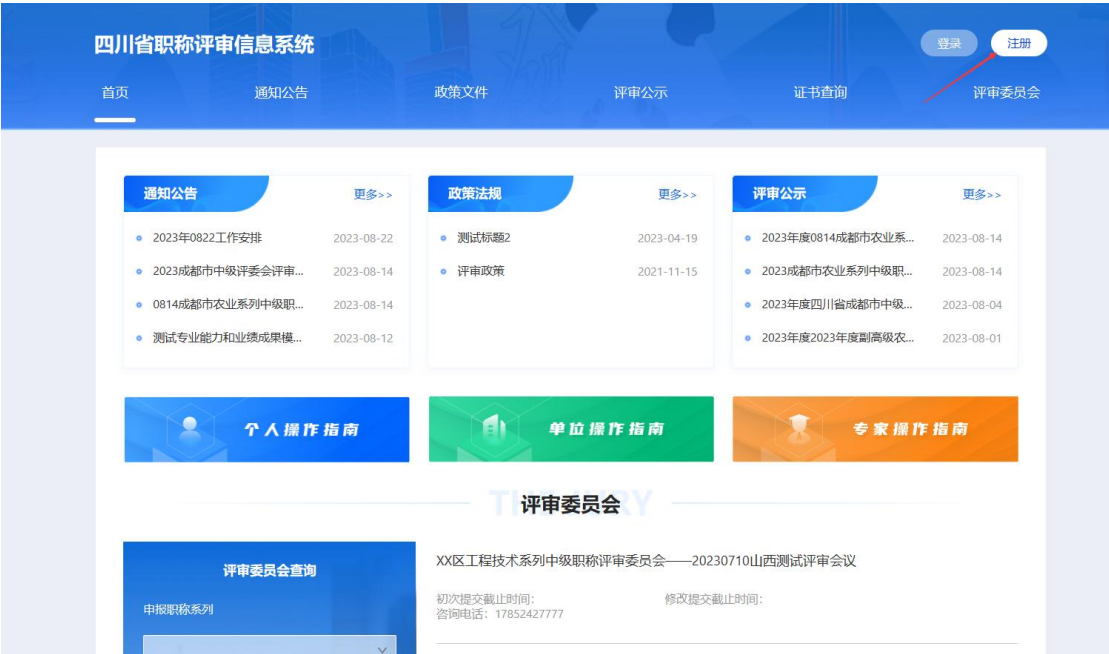 四川省职称评审信息系统
登录 注册
首页 通知公告 政策文件 评审公示 证书查询 评审委员会
通知公告 更多>> 政策法规 更多>> 评审公示 更多>>
2023年0822工作安排 2023-08-22 测试标题2 2023-04-19 2023年度0814成都市农业系... 2023-08-14
2023成都市中级评委会评审... 2023-08-14 评审政策 2021-11-15 2023成都市农业系列中级职... 2023-08-14
0814成都市农业系列中级职... 2023-08-14 2023年度四川省成都市中级... 2023-08-04
测试专业能力和业绩成果模... 2023-08-12 2023年度2023年度副高级农... 2023-08-01
个人操作指南 单位操作指南 专家操作指南
评审委员会
评审委员会查询
XX区工程技术系列中级职称评审委员会——20230710山西测试评审会议
申报职称系列
初次提交截止时间: 修改提交截止时间:
咨询电话: 17852427777